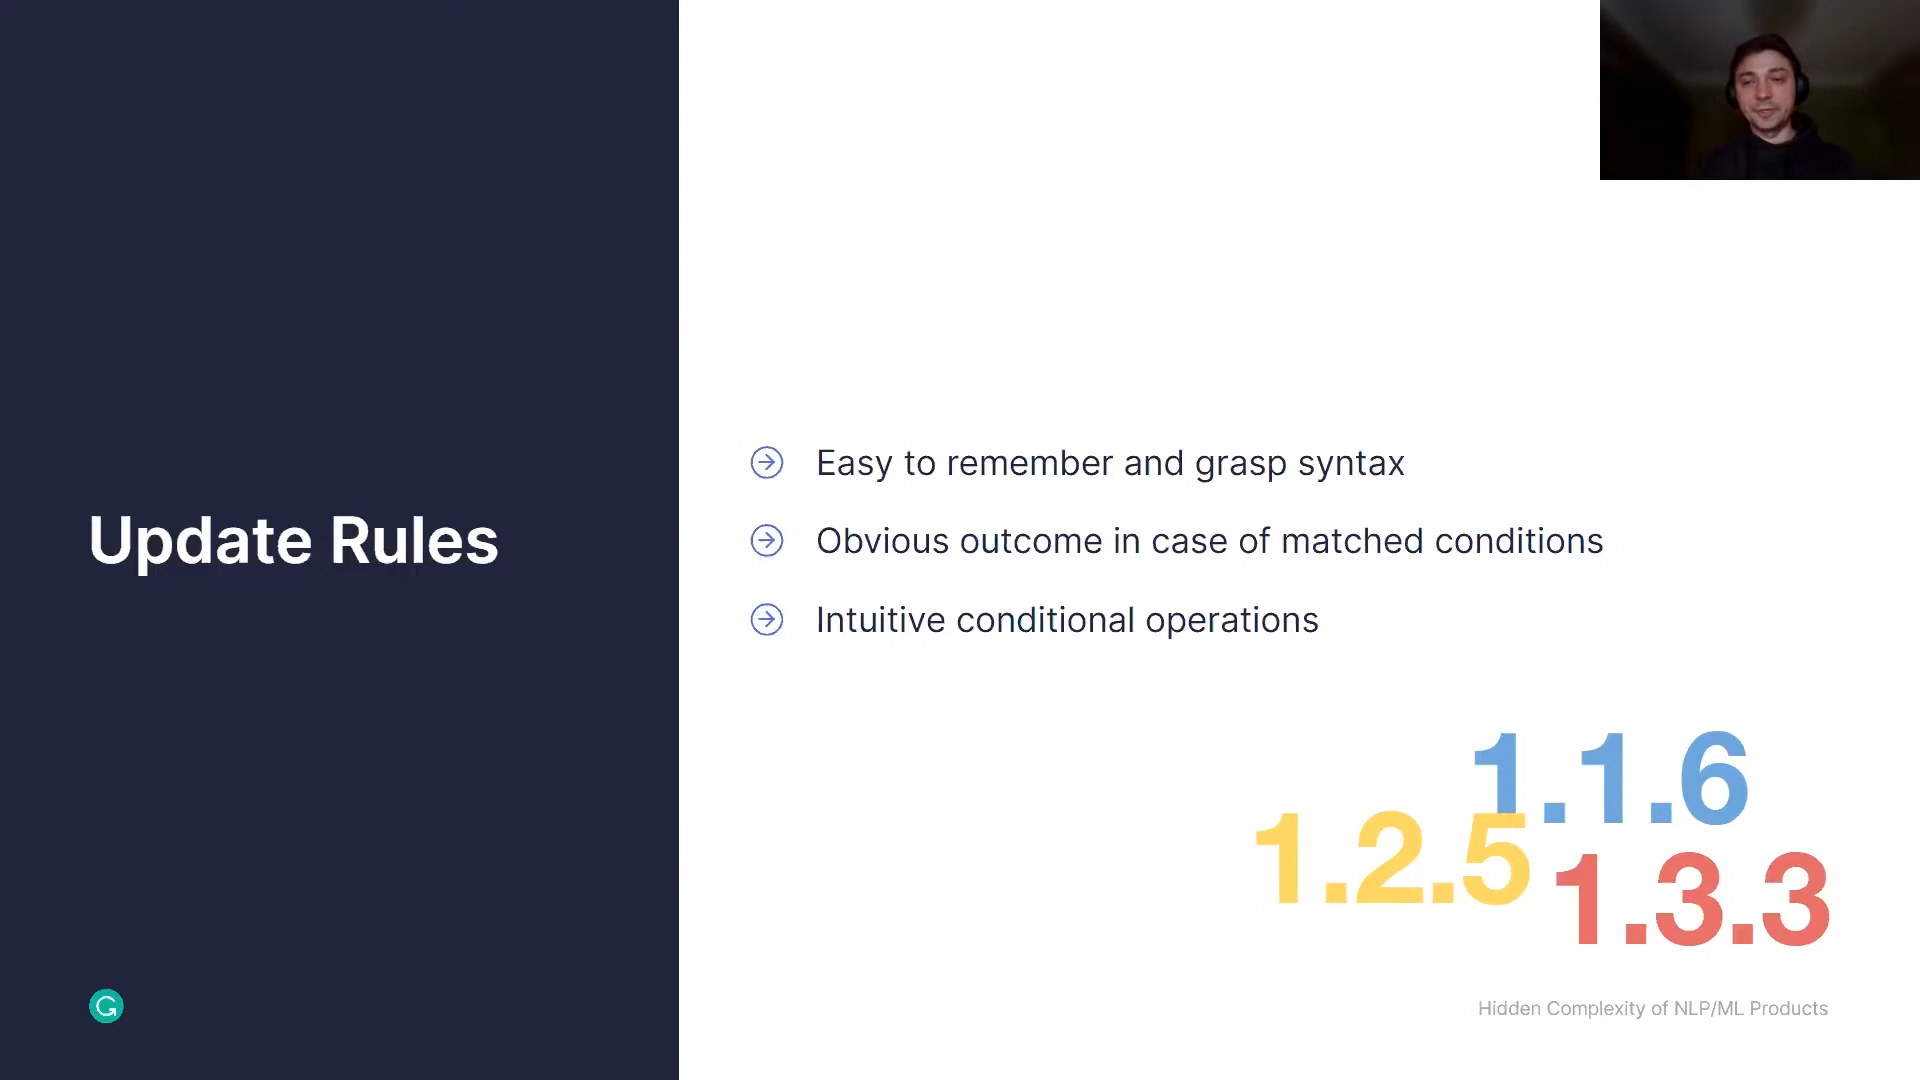 Update Rules
Easy to remember and grasp syntax
Obvious outcome in case of matched conditions
Intuitive conditional operations
1.1.6
1.2.5
1.3.3
G
Hidden Complexity of NLP/ML Products